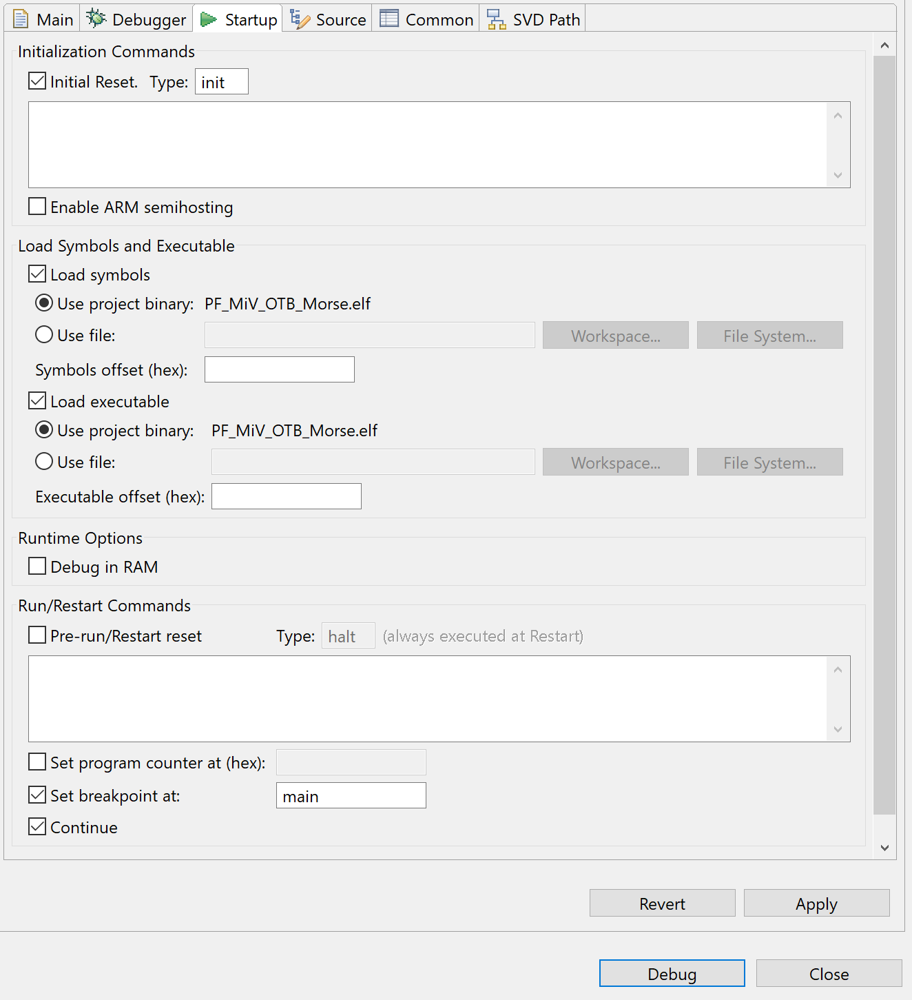 Main Debugger Startup Source Common SVD Path
Initialization Commands
Initial Reset. Type: init
Enable ARM semihosting
Load Symbols and Executable
Load symbols
Use project binary: PF_MiV_OTB_Morse.elf
Use file: Workspace... File System...
Symbols offset (hex):
Load executable
Use project binary: PF_MiV_OTB_Morse.elf
Use file: Workspace... File System...
Executable offset (hex):
Runtime Options
Debug in RAM
Run/Restart Commands
Pre-run/Restart reset Type: halt (always executed at Restart)
Set program counter at (hex):
Set breakpoint at: main
Continue
Revert Apply
Debug Close